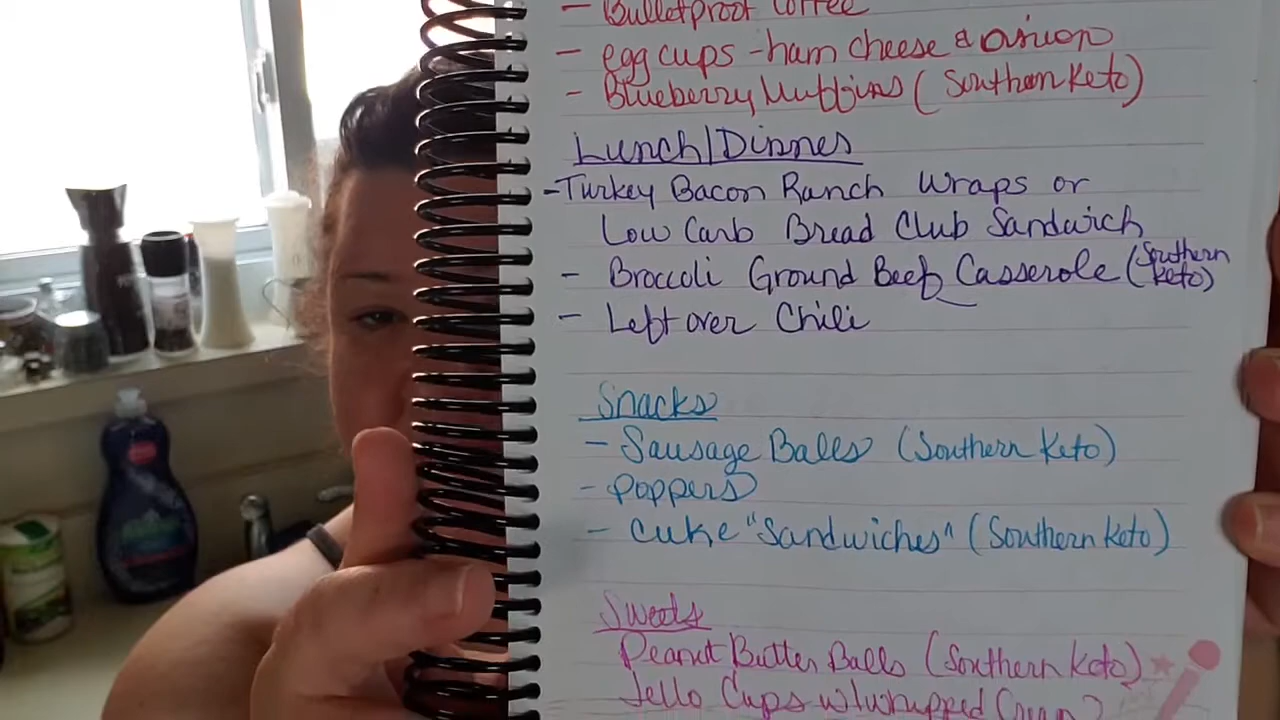 - Bulletproof Coffee
- egg cups - ham cheese & onion
- Blueberry Muffins (Southern Keto)
Lunch/Dinner
- Turkey Bacon Ranch Wraps or
Low Carb Bread Club Sandwich
- Broccoli Ground Beef Casserole (Southern Keto)
- Left over Chili
Snacks
- Sausage Balls (Southern Keto)
- Poppers
- Cuke "Sandwiches" (Southern Keto)
Sweets
Peanut Butter Balls (Southern Keto)
Jello Cups w/whipped Cream?